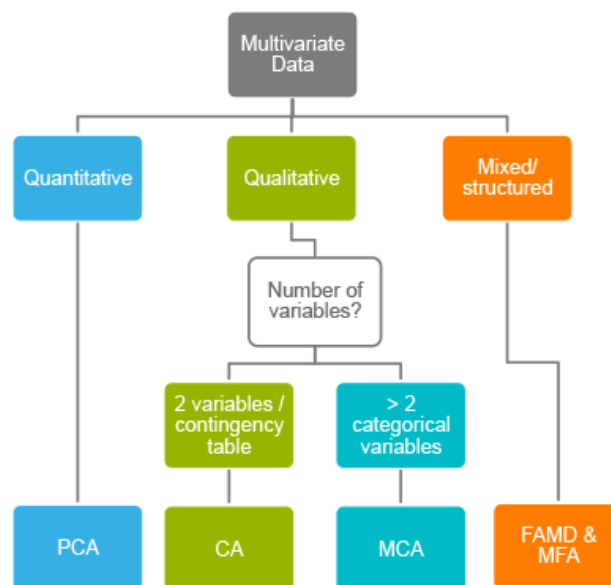 Multivariate
Data
Quantitative
Qualitative
Mixed/
structured
Number of
variables?
2 variables /
contingency
table
> 2
categorical
variables
PCA
CA
MCA
FAMD &
MFA